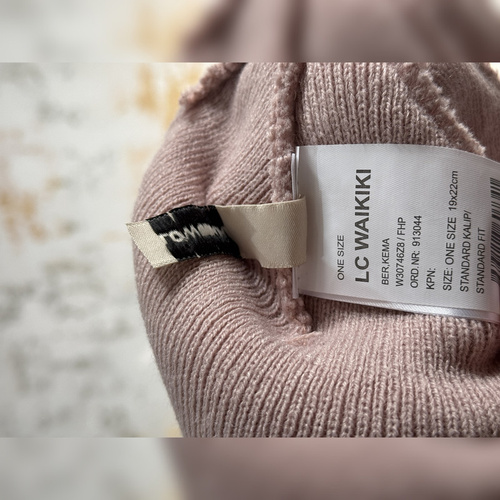 ONE SIZE
LC WAIKIKI
BER,KEMA
W30746Z8 / FHP
ORD. NR: 913044
KPN:
SIZE: ONE SIZE 19x22cm
STANDARD KALIP/
STANDARD FIT